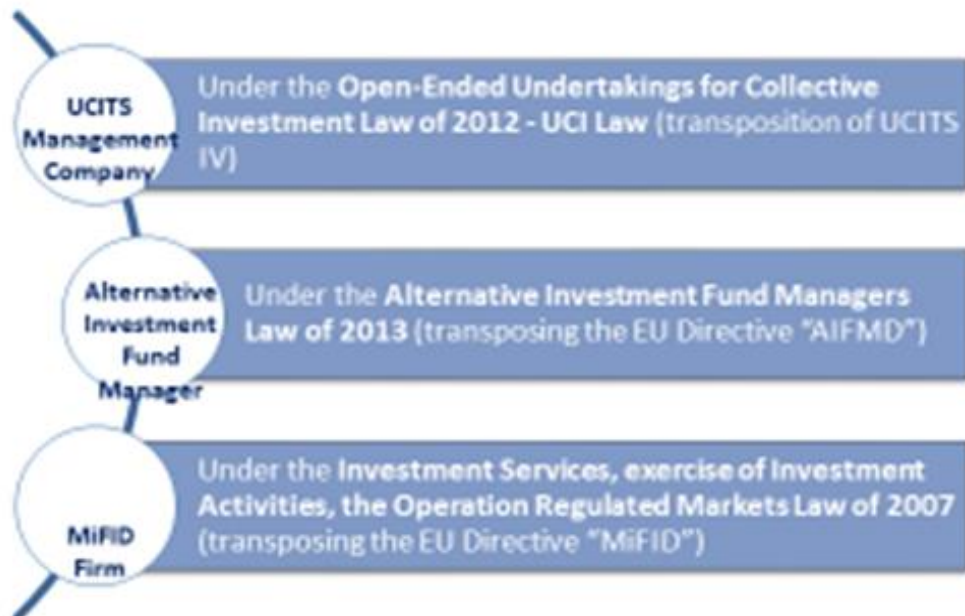 UCITS
Management
Company
Under the Open-Ended Undertakings for Collective
Investment Law of 2012 - UCI Law (transposition of UCITS
IV)
Alternative
Investment
Fund
Manager
Under the Alternative Investment Fund Managers
Law of 2013 (transposing the EU Directive “AIFMD”)
MiFID
Firm
Under the Investment Services, exercise of Investment
Activities, the Operation Regulated Markets Law of 2007
(transposing the EU Directive “MiFID”)